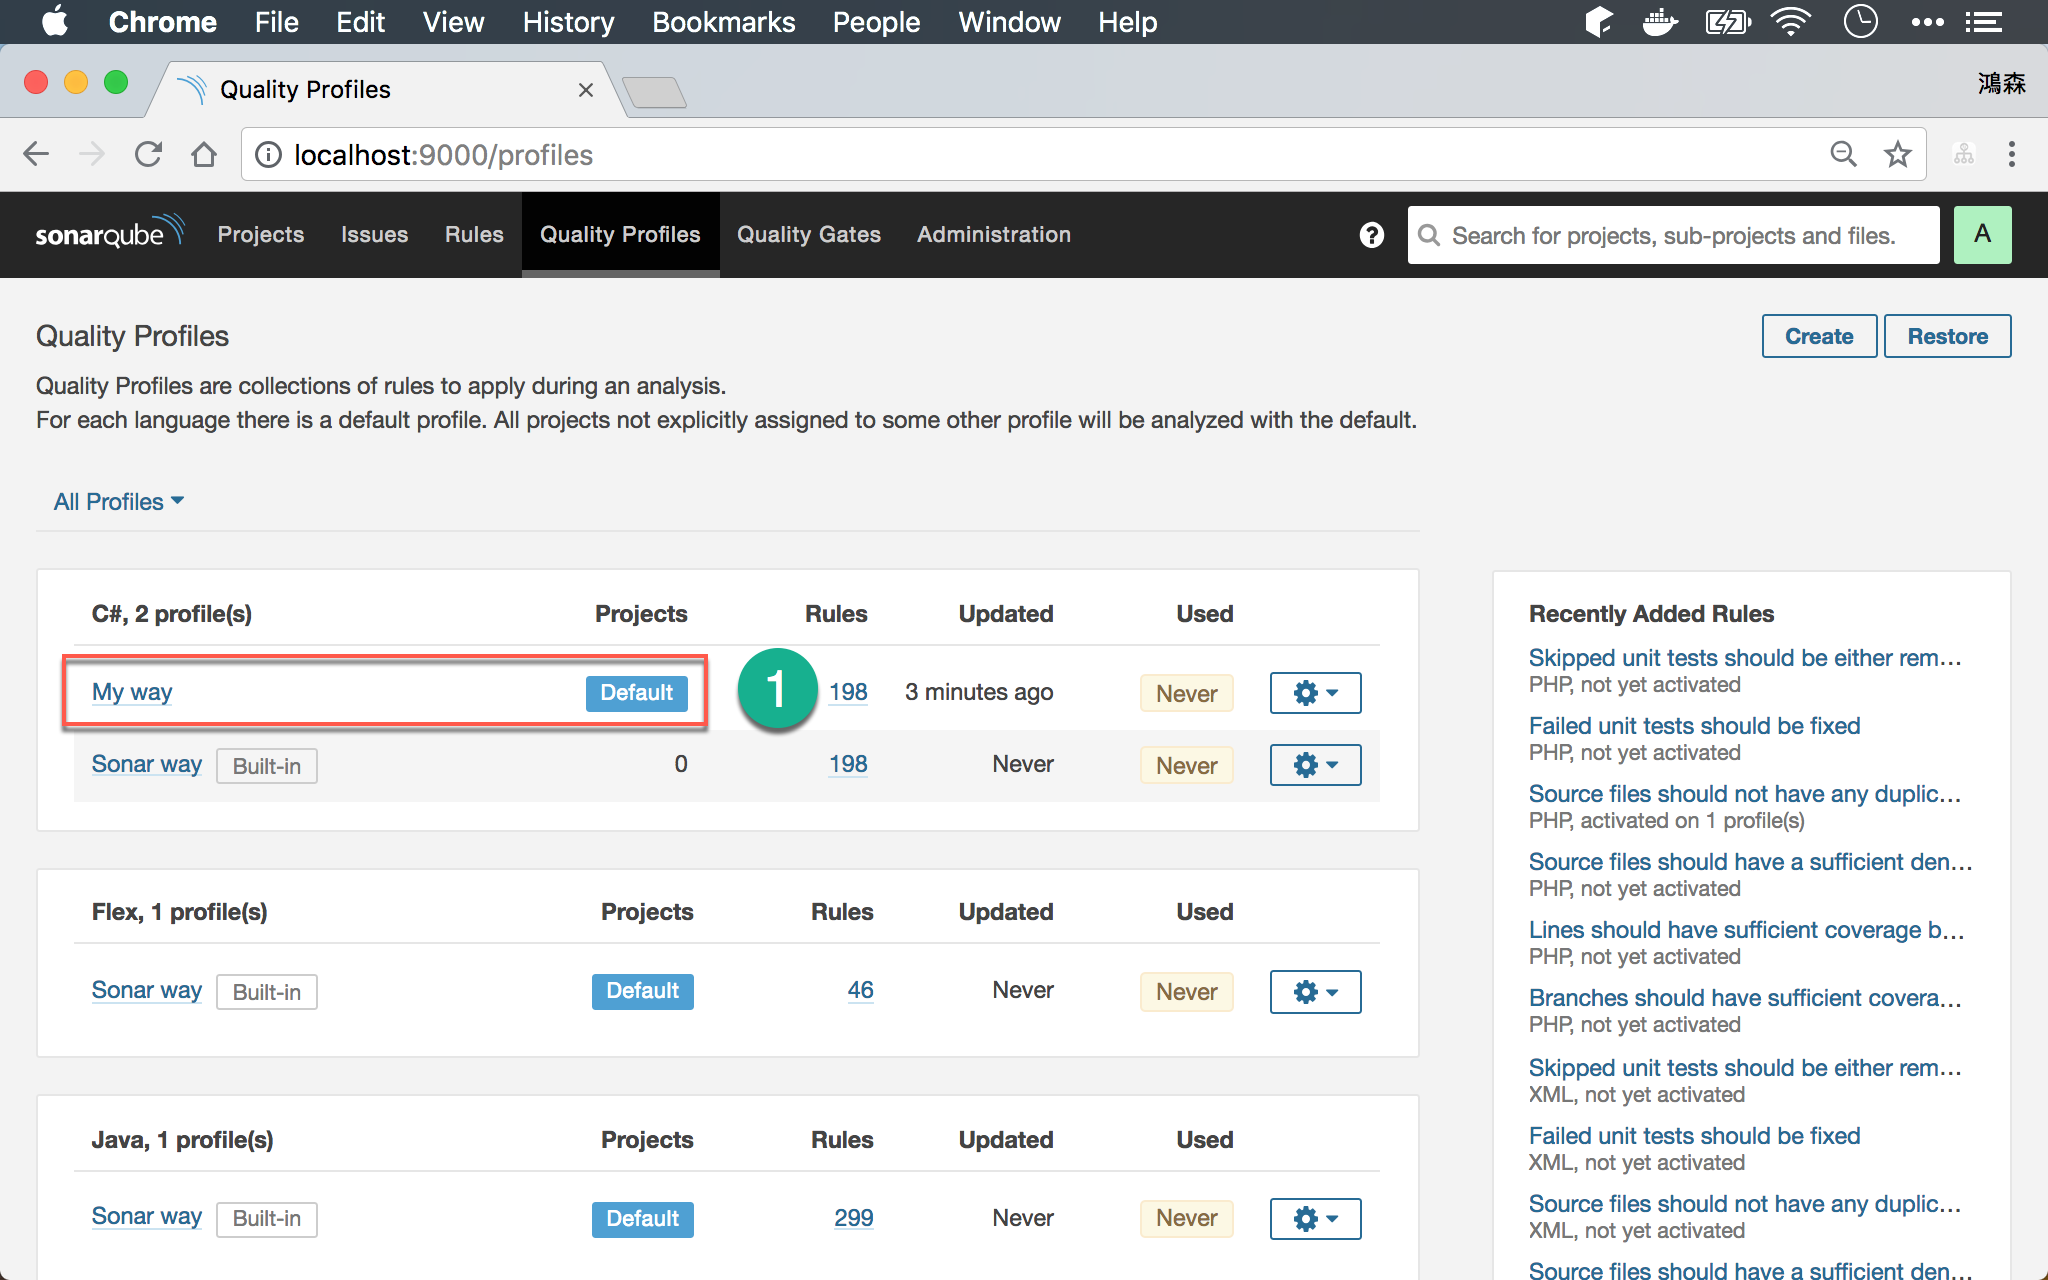 Chrome File Edit View History Bookmarks People Window Help
Quality Profiles
鴻森
localhost:9000/profiles
sonarqube Projects Issues Rules Quality Profiles Quality Gates Administration ? Search for projects, sub-projects and files. A
Quality Profiles
Create Restore
Quality Profiles are collections of rules to apply during an analysis.
For each language there is a default profile. All projects not explicitly assigned to some other profile will be analyzed with the default.
All Profiles
C#, 2 profile(s) Projects Rules Updated Used
My way Default 1 198 3 minutes ago Never
Sonar way Built-in 0 198 Never Never
Flex, 1 profile(s) Projects Rules Updated Used
Sonar way Built-in Default 46 Never Never
Java, 1 profile(s) Projects Rules Updated Used
Sonar way Built-in Default 299 Never Never
Recently Added Rules
Skipped unit tests should be either rem...
PHP, not yet activated
Failed unit tests should be fixed
PHP, not yet activated
Source files should not have any duplic...
PHP, activated on 1 profile(s)
Source files should have a sufficient den...
PHP, not yet activated
Lines should have sufficient coverage b...
PHP, not yet activated
Branches should have sufficient covera...
PHP, not yet activated
Skipped unit tests should be either rem...
XML, not yet activated
Failed unit tests should be fixed
XML, not yet activated
Source files should not have any duplic...
XML, not yet activated
Source files should have a sufficient den...